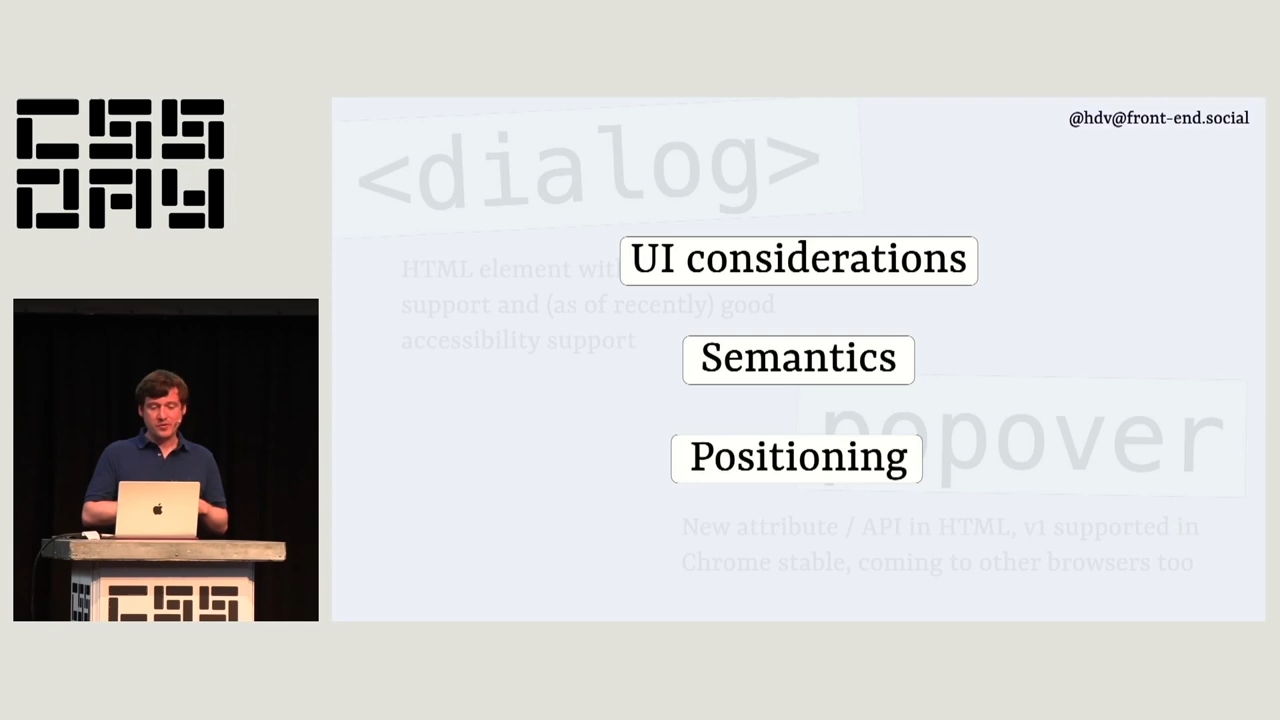 CSS
DAY
@hdv@front-end.social
<dialog>
UI considerations
HTML element wit
support and (as of recently) good
accessibility support
Semantics
popover
Positioning
New attribute / API in HTML, v1 supported in
Chrome stable, coming to other browsers too
CSS